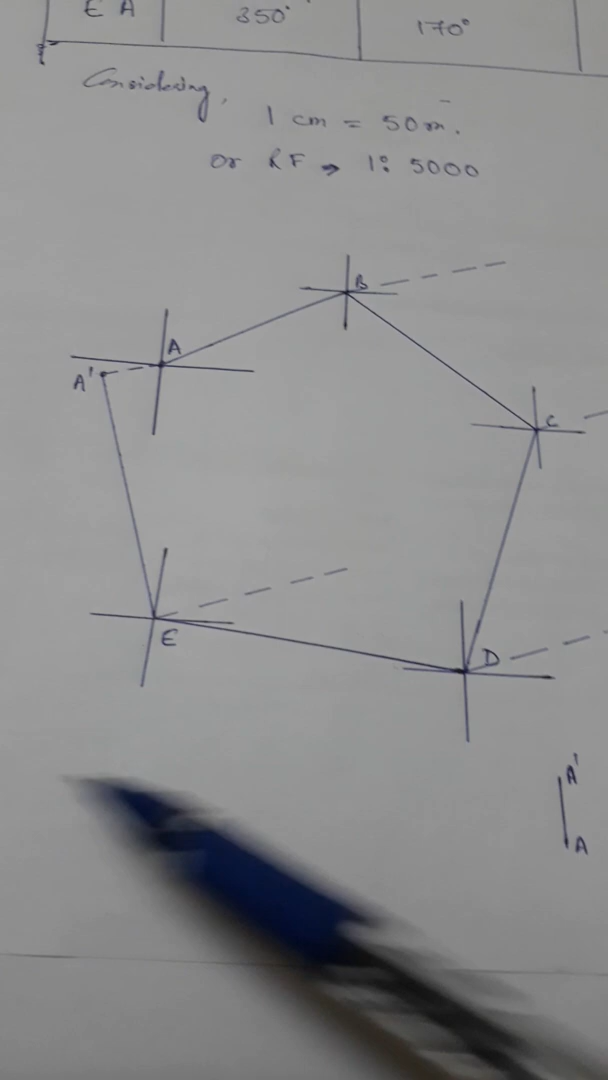 E A 350° 170°
Considering,
1 cm = 50 m.
or RF → 1: 5000
B
A
A'
C
E
D
A'
A